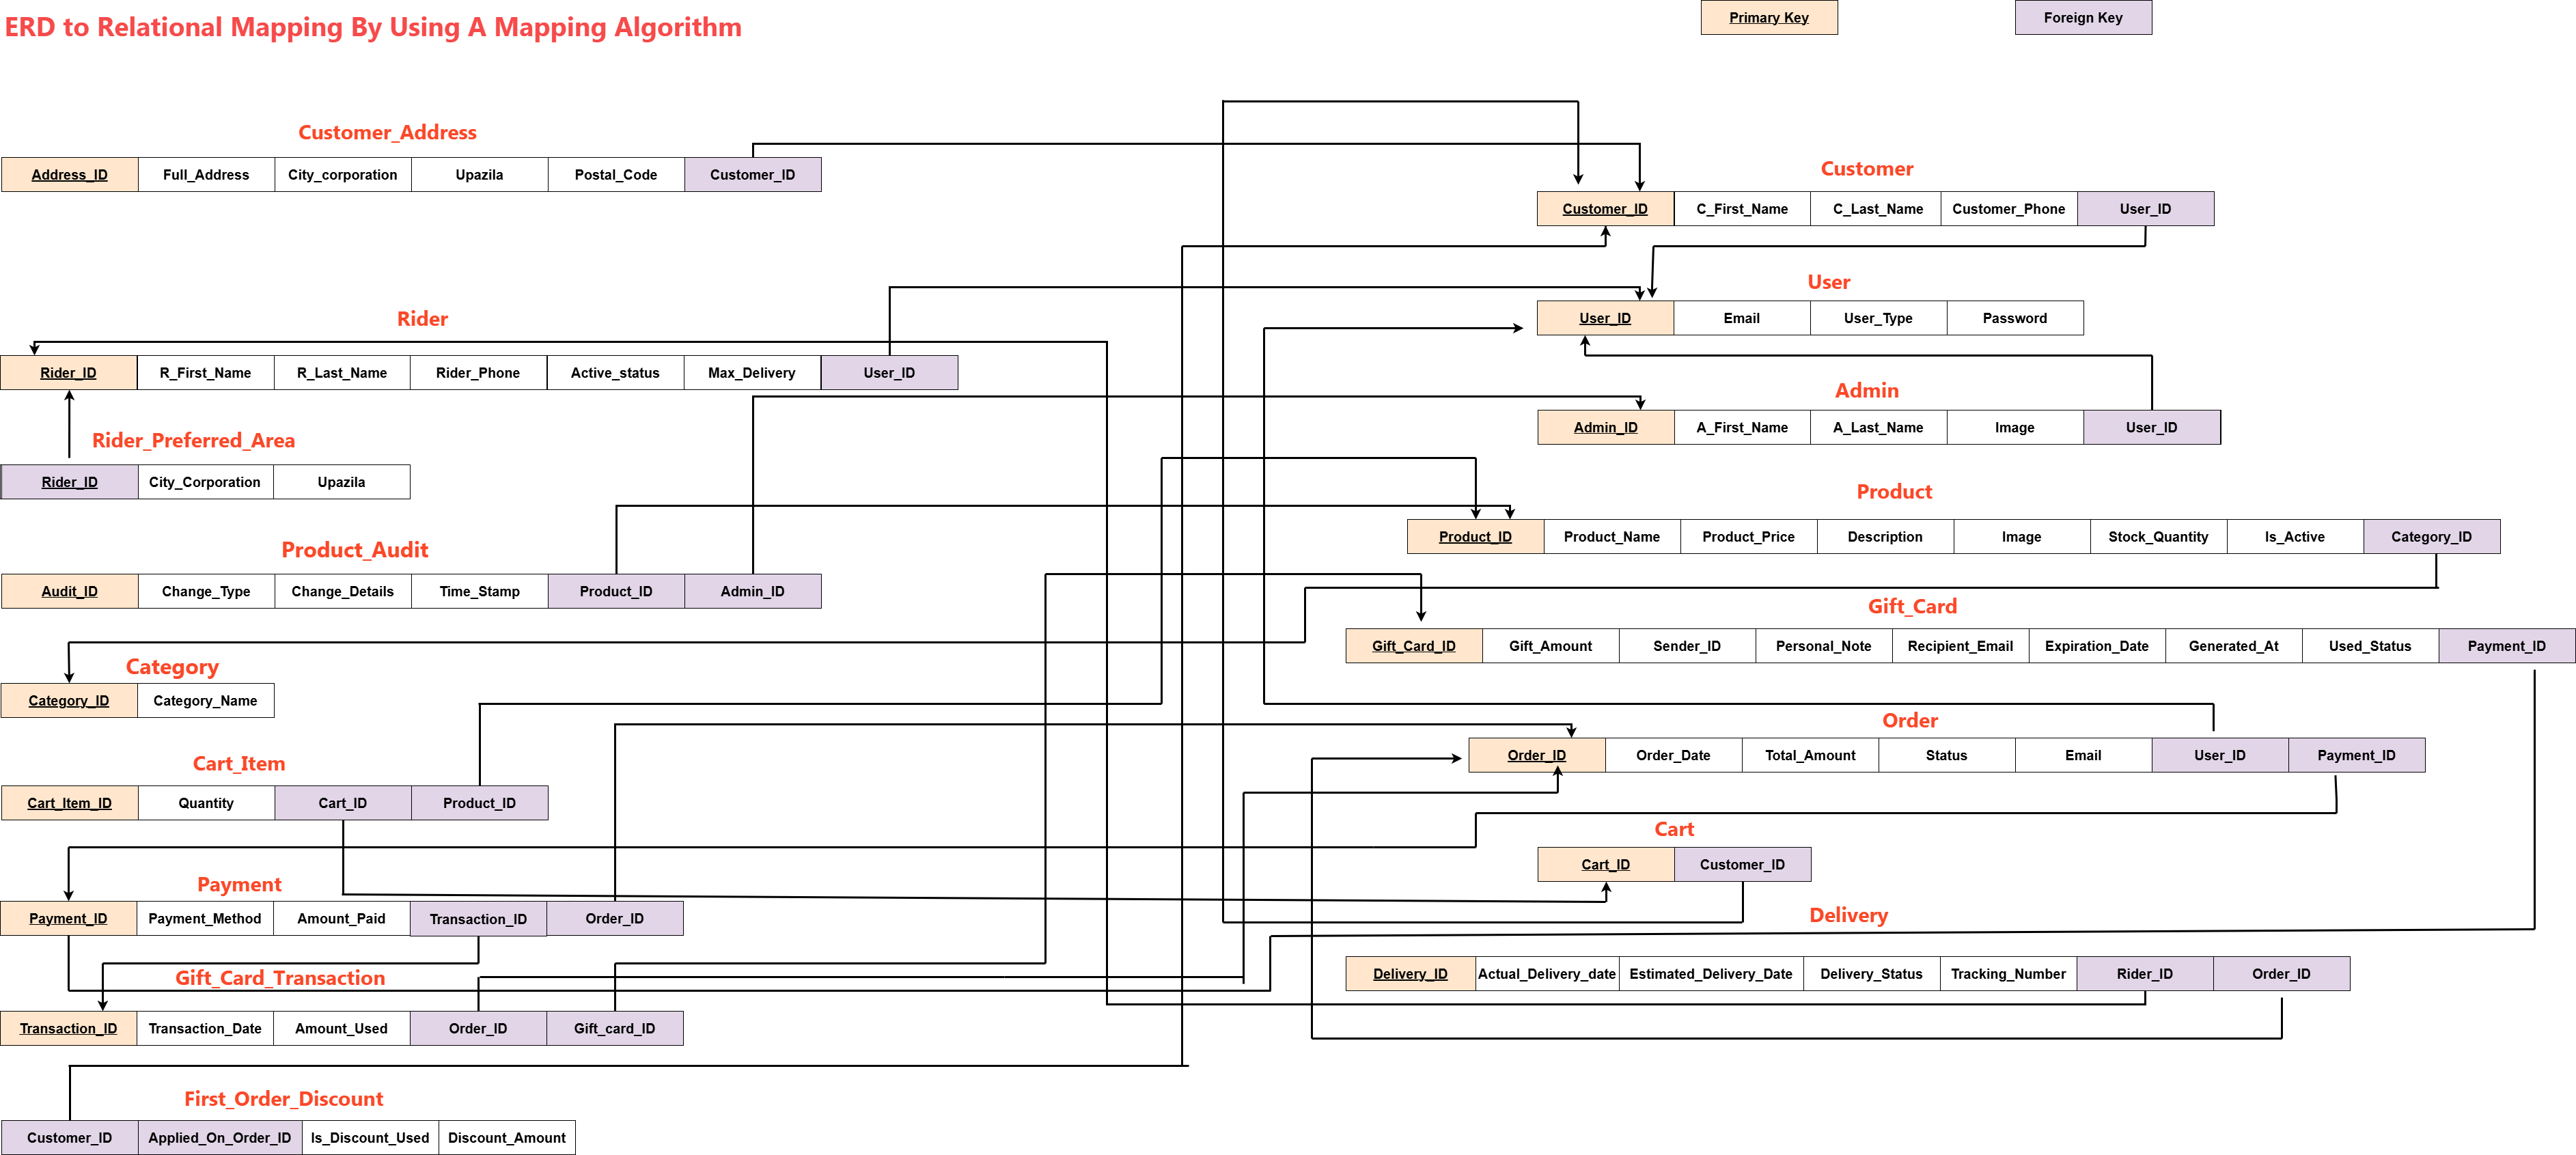 ERD to Relational Mapping By Using A Mapping Algorithm
Primary Key
Foreign Key
Customer_Address
Address_ID Full_Address City_corporation Upazila Postal_Code Customer_ID
Customer
Customer_ID C_First_Name C_Last_Name Customer_Phone User_ID
User
User_ID Email User_Type Password
Rider
Rider_ID R_First_Name R_Last_Name Rider_Phone Active_status Max_Delivery User_ID
Admin
Admin_ID A_First_Name A_Last_Name Image User_ID
Rider_Preferred_Area
Rider_ID City_Corporation Upazila
Product
Product_ID Product_Name Product_Price Description Image Stock_Quantity Is_Active Category_ID
Product_Audit
Audit_ID Change_Type Change_Details Time_Stamp Product_ID Admin_ID
Gift_Card
Gift_Card_ID Gift_Amount Sender_ID Personal_Note Recipient_Email Expiration_Date Generated_At Used_Status Payment_ID
Category
Category_ID Category_Name
Order
Order_ID Order_Date Total_Amount Status Email User_ID Payment_ID
Cart_Item
Cart_Item_ID Quantity Cart_ID Product_ID
Cart
Cart_ID Customer_ID
Payment
Payment_ID Payment_Method Amount_Paid Transaction_ID Order_ID
Delivery
Delivery_ID Actual_Delivery_date Estimated_Delivery_Date Delivery_Status Tracking_Number Rider_ID Order_ID
Gift_Card_Transaction
Transaction_ID Transaction_Date Amount_Used Order_ID Gift_card_ID
First_Order_Discount
Customer_ID Applied_On_Order_ID Is_Discount_Used Discount_Amount